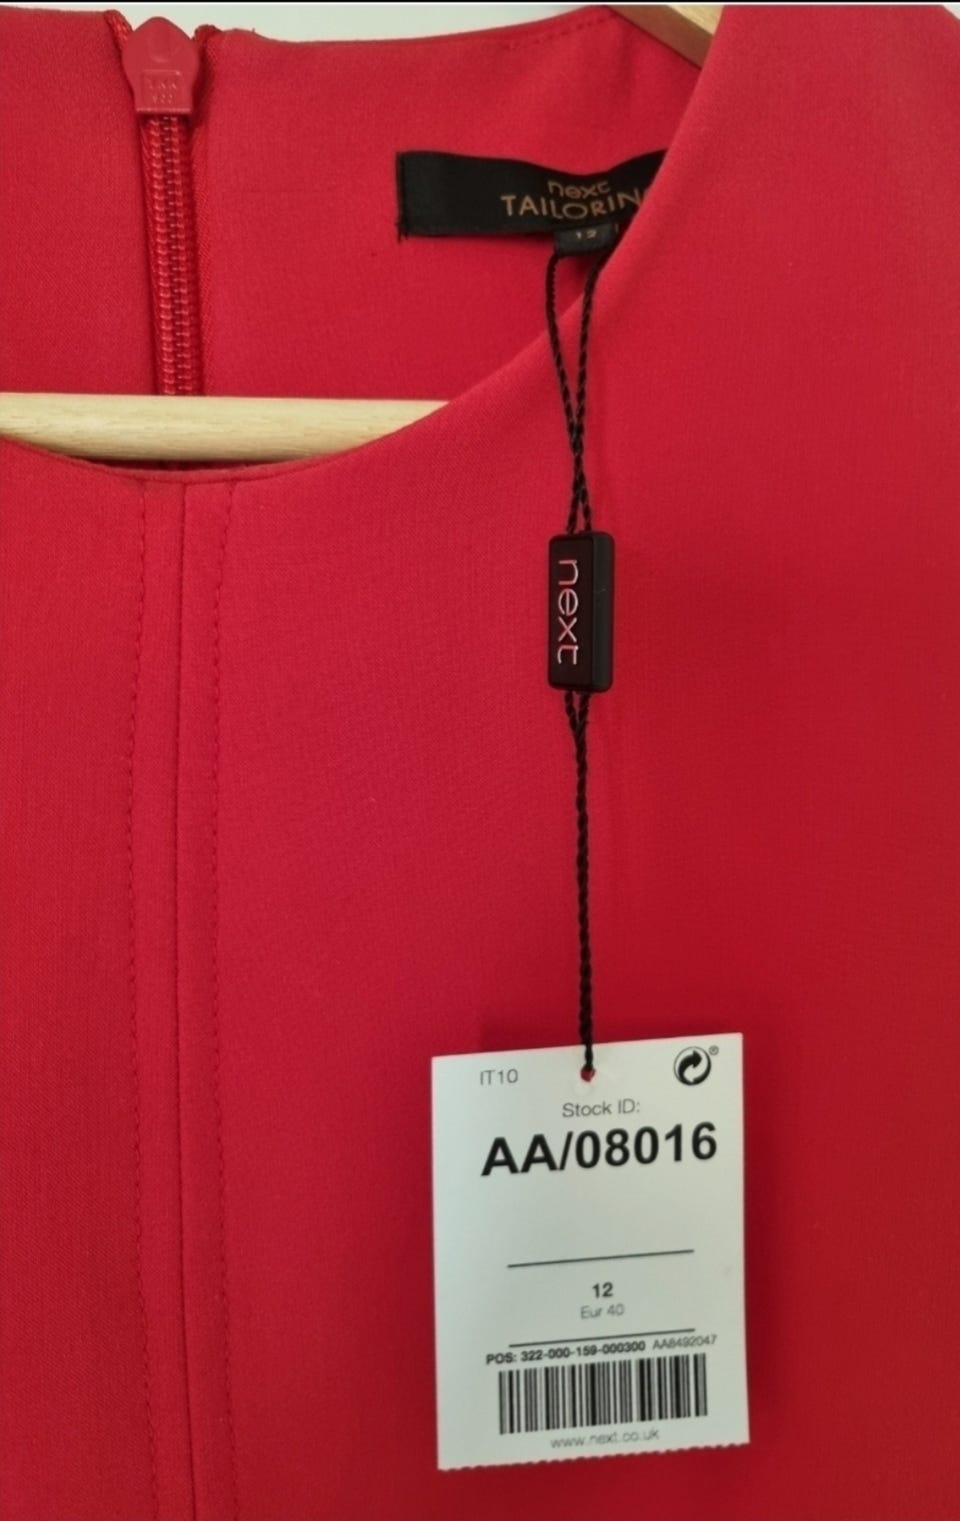 next
TAILORIN
12
next
IT10
Stock ID:
AA/08016
12
Eur 40
POS: 322-000-159-000300 AA8492047
www.next.co.uk